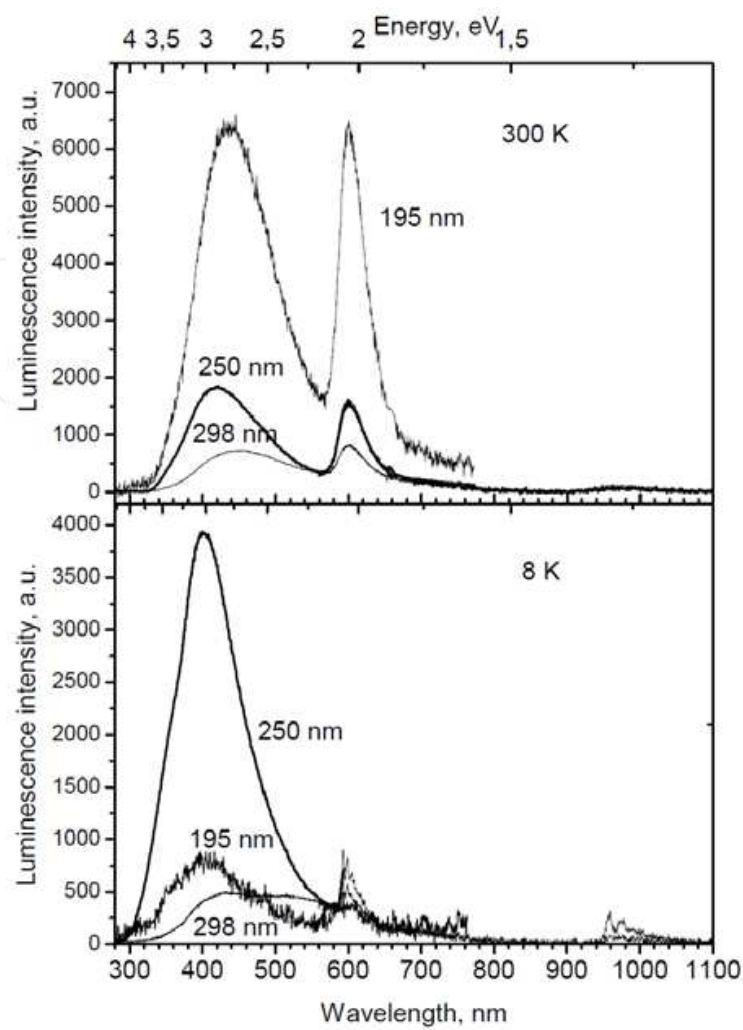 Energy, eV
4 3,5 3 2,5 2 1,5
7000
6000
5000
4000
3000
2000
1000
0
Luminescence intensity, a.u.
300 K
195 nm
250 nm
298 nm
4000
3500
3000
2500
2000
1500
1000
500
0
Luminescence intensity, a.u.
8 K
250 nm
195 nm
298 nm
300 400 500 600 700 800 900 1000 1100
Wavelength, nm